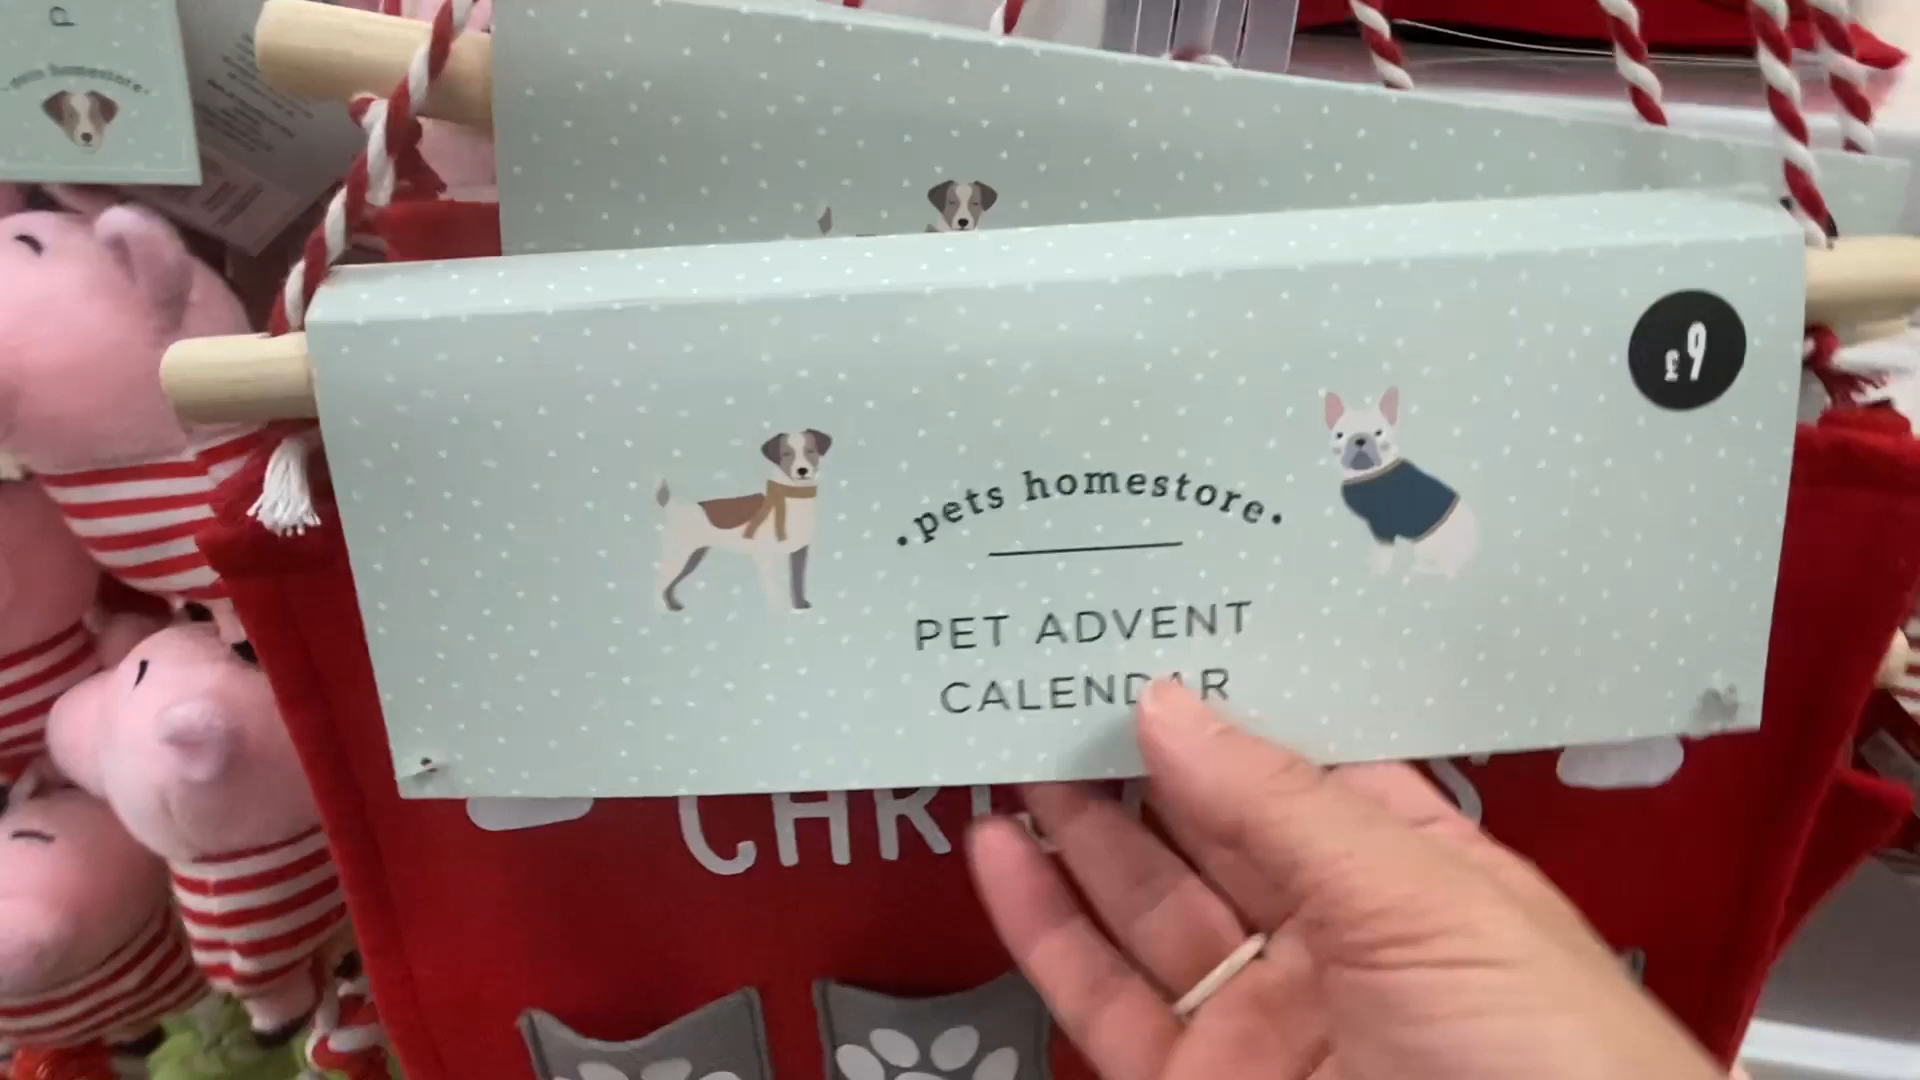 pets homestore
£9
·pets homestore·
PET ADVENT
CALENDAR